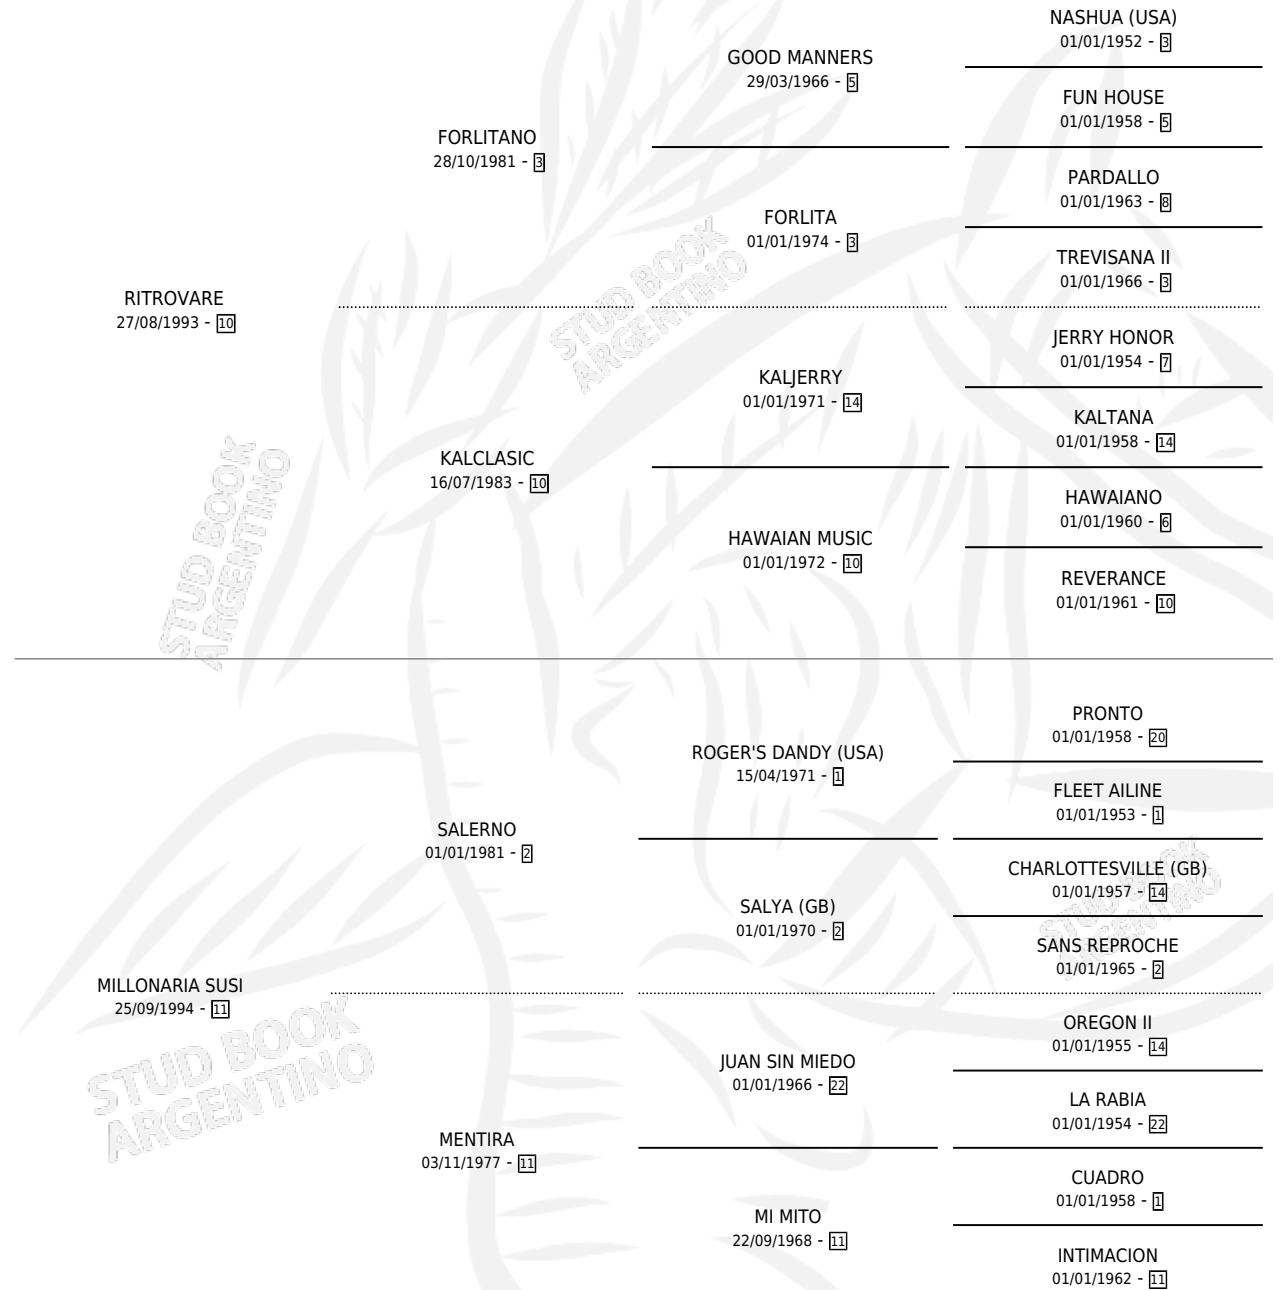 NASHUA (USA)
01/01/1952 - 3
GOOD MANNERS
29/03/1966 - 5
FUN HOUSE
01/01/1958 - 5
FORLITANO
28/10/1981 - 3
PARDALLO
01/01/1963 - 8
FORLITA
01/01/1974 - 3
TREVISANA II
01/01/1966 - 3
RITROVARE
27/08/1993 - 10
JERRY HONOR
01/01/1954 - 7
KALJERRY
01/01/1971 - 14
KALTANA
01/01/1958 - 14
KALCLASIC
16/07/1983 - 10
HAWAIANO
01/01/1960 - 6
HAWAIAN MUSIC
01/01/1972 - 10
REVERANCE
01/01/1961 - 10
STUD BOOK
ARGENTINO
STUD BOOK
ARGENTINO
PRONTO
01/01/1958 - 20
ROGER'S DANDY (USA)
15/04/1971 - 1
FLEET AILINE
01/01/1953 - 1
SALERNO
01/01/1981 - 2
CHARLOTTESVILLE (GB)
01/01/1957 - 14
SALYA (GB)
01/01/1970 - 2
SANS REPROCHE
01/01/1965 - 2
MILLONARIA SUSI
25/09/1994 - 11
OREGON II
01/01/1955 - 14
JUAN SIN MIEDO
01/01/1966 - 22
LA RABIA
01/01/1954 - 22
MENTIRA
03/11/1977 - 11
CUADRO
01/01/1958 - 1
MI MITO
22/09/1968 - 11
INTIMACION
01/01/1962 - 11
STUD BOOK
ARGENTINO
STUD BOOK
ARGENTINO